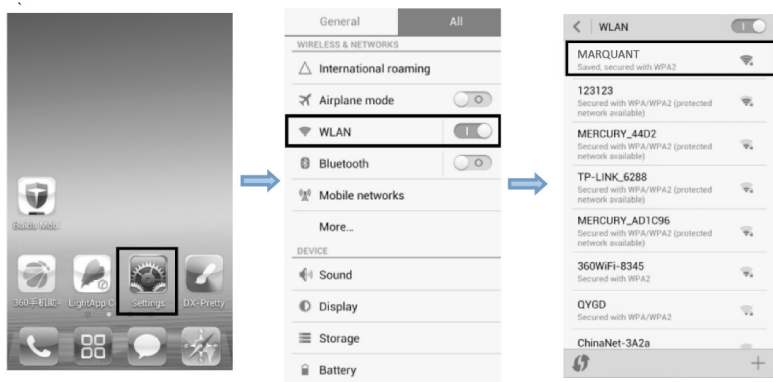 Baidu Mob.
360手机助-
LightApp C
Settings
DX-Pretty
General
All
WIRELESS & NETWORKS
International roaming
Airplane mode
WLAN
Bluetooth
Mobile networks
More...
DEVICE
Sound
Display
Storage
Battery
WLAN
MARQUANT
Saved, secured with WPA2
123123
Secured with WPA/WPA2 (protected
network available)
MERCURY_44D2
Secured with WPA/WPA2 (protected
network available)
TP-LINK_6288
Secured with WPA/WPA2 (protected
network available)
MERCURY_AD1C96
Secured with WPA/WPA2 (protected
network available)
360WiFi-8345
Secured with WPA2
QYGD
Secured with WPA/WPA2
ChinaNet-3A2a